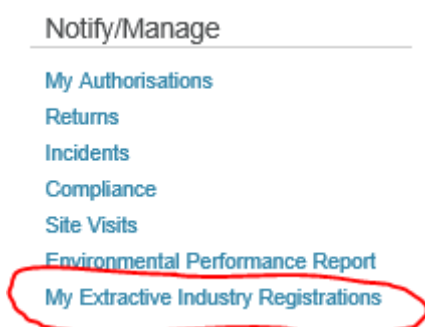 Notify/Manage
My Authorisations
Returns
Incidents
Compliance
Site Visits
Environmental Performance Report
My Extractive Industry Registrations